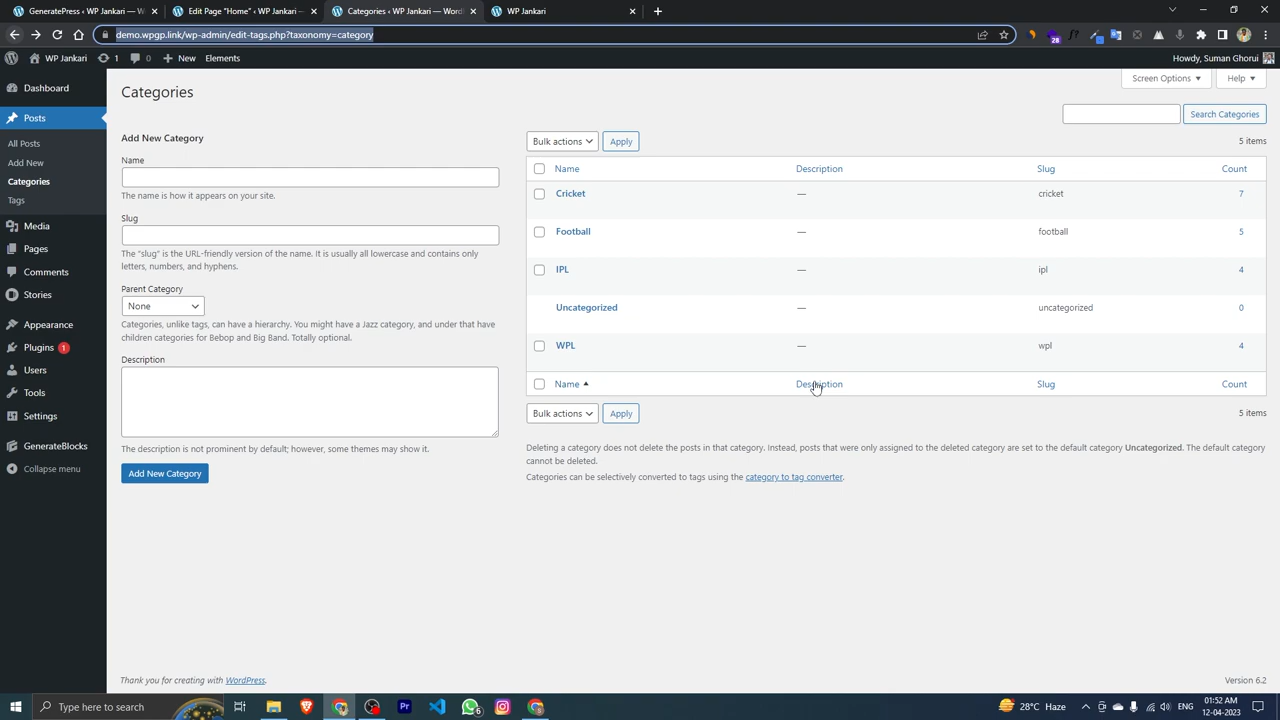 GeneratePress ‹ WP Jankari — W
Edit Page "Home" ‹ WP Jankari —
Categories ‹ WP Jankari — Word
WP Jankari
demo.wpgp.link/wp-admin/edit-tags.php?taxonomy=category
28
WP Jankari
1
0
New
Elements
Howdy, Suman Ghorui
Dashboard
Posts
All Posts
Add New
Categories
Tags
Media
Pages
Comments
Stories
Appearance
Plugins 1
Users
Tools
Settings
GenerateBlocks
Collapse menu
Screen Options
Help
Categories
Search Categories
Add New Category
Name
The name is how it appears on your site.
Slug
The "slug" is the URL-friendly version of the name. It is usually all lowercase and contains only
letters, numbers, and hyphens.
Parent Category
None
Categories, unlike tags, can have a hierarchy. You might have a Jazz category, and under that have
children categories for Bebop and Big Band. Totally optional.
Description
The description is not prominent by default; however, some themes may show it.
Add New Category
Bulk actions
Apply
5 items
Name Description Slug Count
Cricket — cricket 7
Football — football 5
IPL — ipl 4
Uncategorized — uncategorized 0
WPL — wpl 4
Name Description Slug Count
Bulk actions
Apply
5 items
Deleting a category does not delete the posts in that category. Instead, posts that were only assigned to the deleted category are set to the default category Uncategorized. The default category
cannot be deleted.
Categories can be selectively converted to tags using the category to tag converter.
Thank you for creating with WordPress.
Version 6.2
Type here to search
Pr
6
28°C Haze
ENG
01:52 AM
12-04-2023